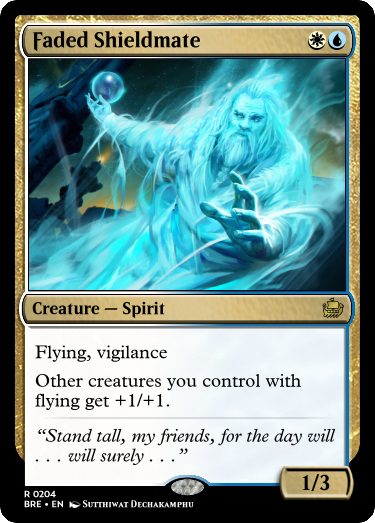 Faded Shieldmate
Creature — Spirit
Flying, vigilance
Other creatures you control with
flying get +1/+1.
“Stand tall, my friends, for the day will
. . . will surely . . .”
1/3
R 0204
BRE • EN Sutthiwat Dechakamphu